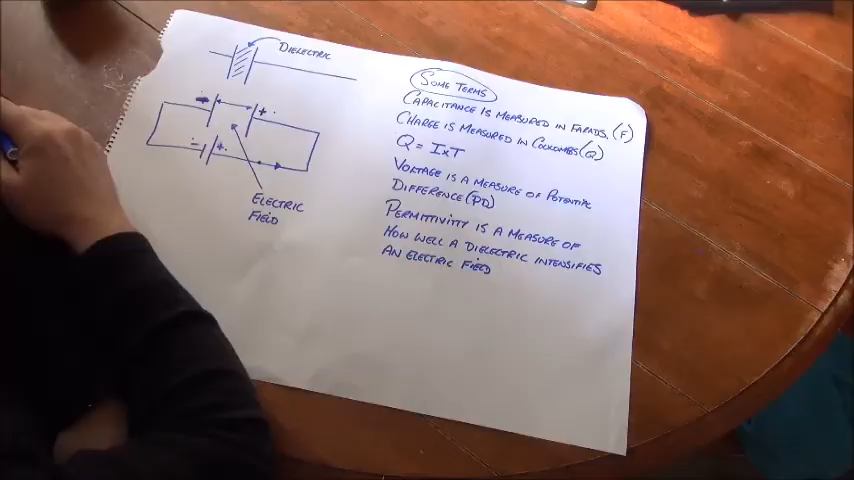 DIELECTRIC
- +
- +
ELECTRIC
FIELD
SOME TERMS
CAPACITANCE IS MEASURED IN FARADS. (F)
CHARGE IS MEASURED IN COULOMBS (Q)
Q = I x T
VOLTAGE IS A MEASURE OF POTENTIAL
DIFFERENCE (PD)
PERMITTIVITY IS A MEASURE OF
HOW WELL A DIELECTRIC INTENSIFIES
AN ELECTRIC FIELD